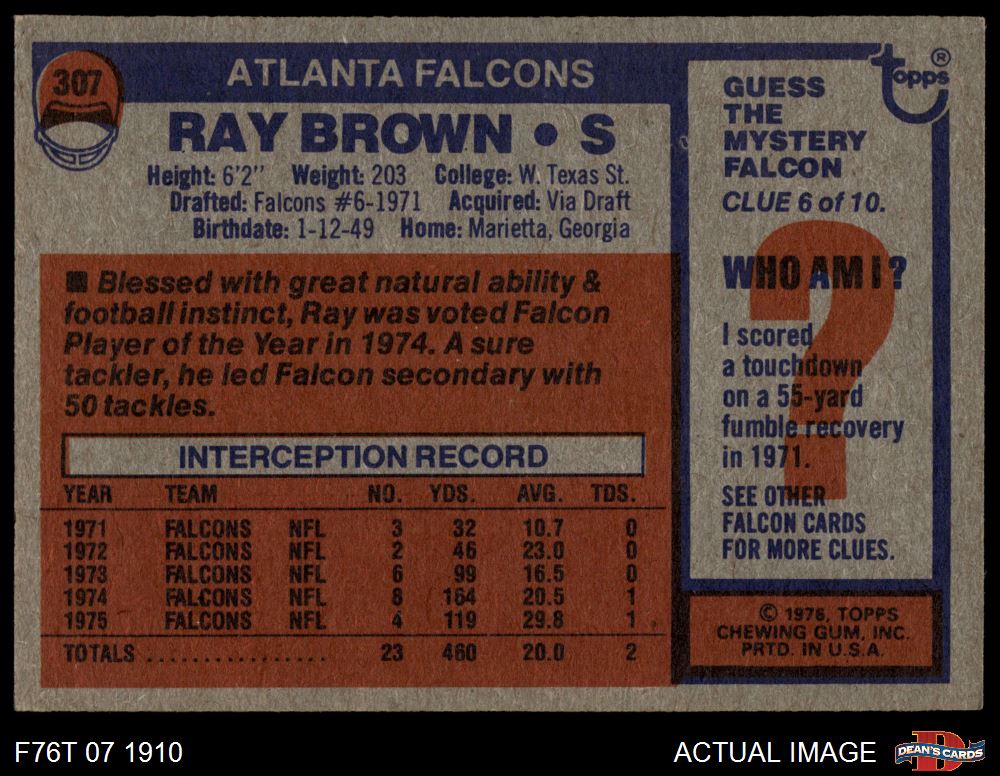 307
ATLANTA FALCONS
RAY BROWN • S
Height: 6'2" Weight: 203 College: W. Texas St.
Drafted: Falcons #6-1971 Acquired: Via Draft
Birthdate: 1-12-49 Home: Marietta, Georgia
■ Blessed with great natural ability &
football instinct, Ray was voted Falcon
Player of the Year in 1974. A sure
tackler, he led Falcon secondary with
50 tackles.
INTERCEPTION RECORD
YEAR TEAM NO. YDS. AVG. TDS.
1971 FALCONS NFL 3 32 10.7 0
1972 FALCONS NFL 2 46 23.0 0
1973 FALCONS NFL 6 99 16.5 0
1974 FALCONS NFL 8 164 20.5 1
1975 FALCONS NFL 4 119 29.8 1
TOTALS ................ 23 460 20.0 2
Topps ®
GUESS
THE
MYSTERY
FALCON
CLUE 6 of 10.
?
WHO AM I?
I scored
a touchdown
on a 55-yard
fumble recovery
in 1971.
SEE OTHER
FALCON CARDS
FOR MORE CLUES.
© 1976, TOPPS
CHEWING GUM, INC.
PRTD. IN U.S.A.
F76T 07 1910
ACTUAL IMAGE
D
DEAN'S CARDS